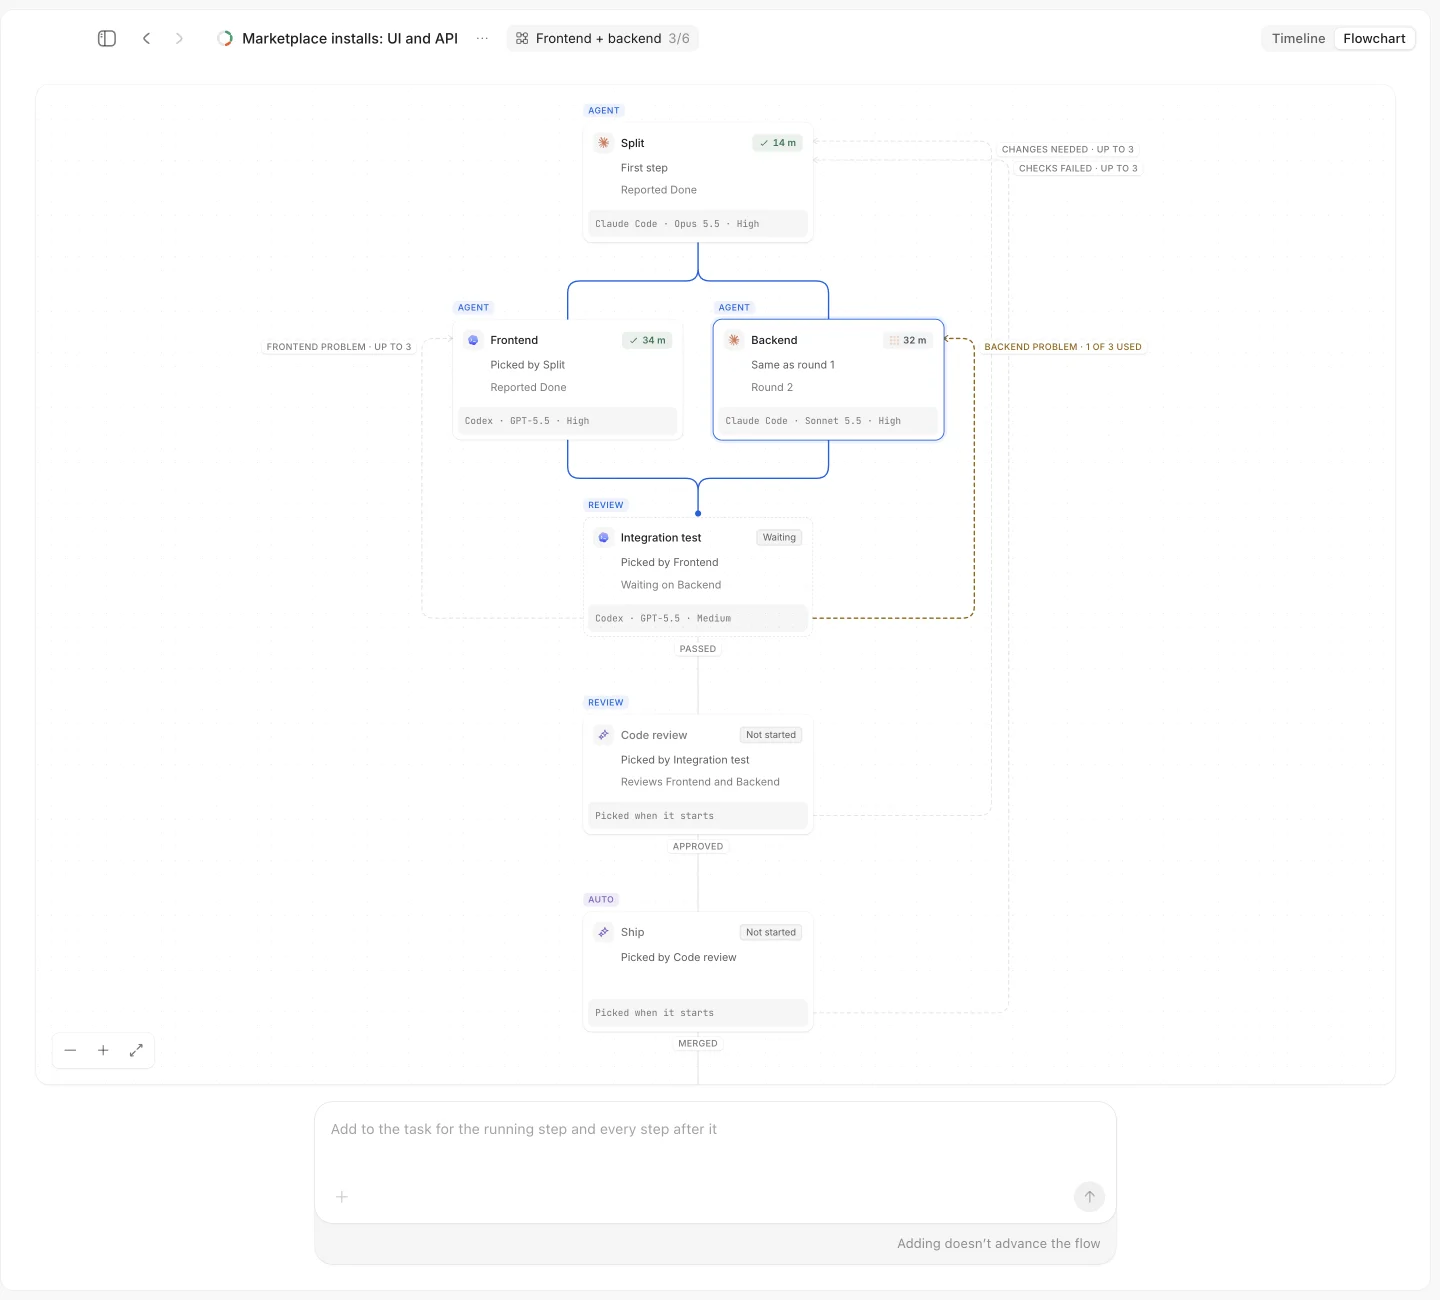 Marketplace installs: UI and API
Frontend + backend 3/6
Timeline
Flowchart
AGENT
Split
14 m
First step
Reported Done
Claude Code · Opus 5.5 · High
CHANGES NEEDED · UP TO 3
CHECKS FAILED · UP TO 3
AGENT
Frontend
34 m
Picked by Split
Reported Done
Codex · GPT-5.5 · High
FRONTEND PROBLEM · UP TO 3
AGENT
Backend
32 m
Same as round 1
Round 2
Claude Code · Sonnet 5.5 · High
BACKEND PROBLEM · 1 OF 3 USED
REVIEW
Integration test
Waiting
Picked by Frontend
Waiting on Backend
Codex · GPT-5.5 · Medium
PASSED
REVIEW
Code review
Not started
Picked by Integration test
Reviews Frontend and Backend
Picked when it starts
APPROVED
AUTO
Ship
Not started
Picked by Code review
Picked when it starts
MERGED
Add to the task for the running step and every step after it
Adding doesn't advance the flow